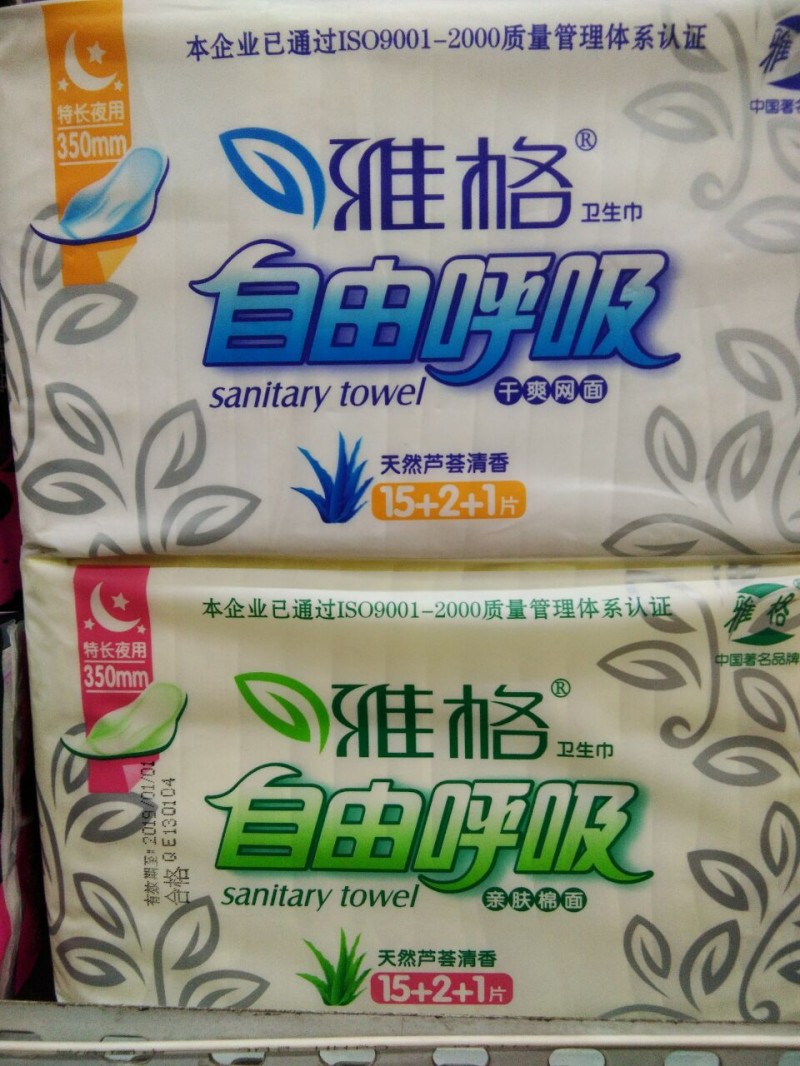 本企业已通过ISO9001-2000质量管理体系认证
雅
中国著名
特长夜用
350mm
雅格®
卫生巾
自由呼吸
sanitary towel
干爽网面
天然芦荟清香
15+2+1片
本企业已通过ISO9001-2000质量管理体系认证
雅格®
中国著名品牌
特长夜用
350mm
雅格®
卫生巾
自由呼吸
sanitary towel
亲肤棉面
有效期至:2019/01/01
合格 QE130104
天然芦荟清香
15+2+1片